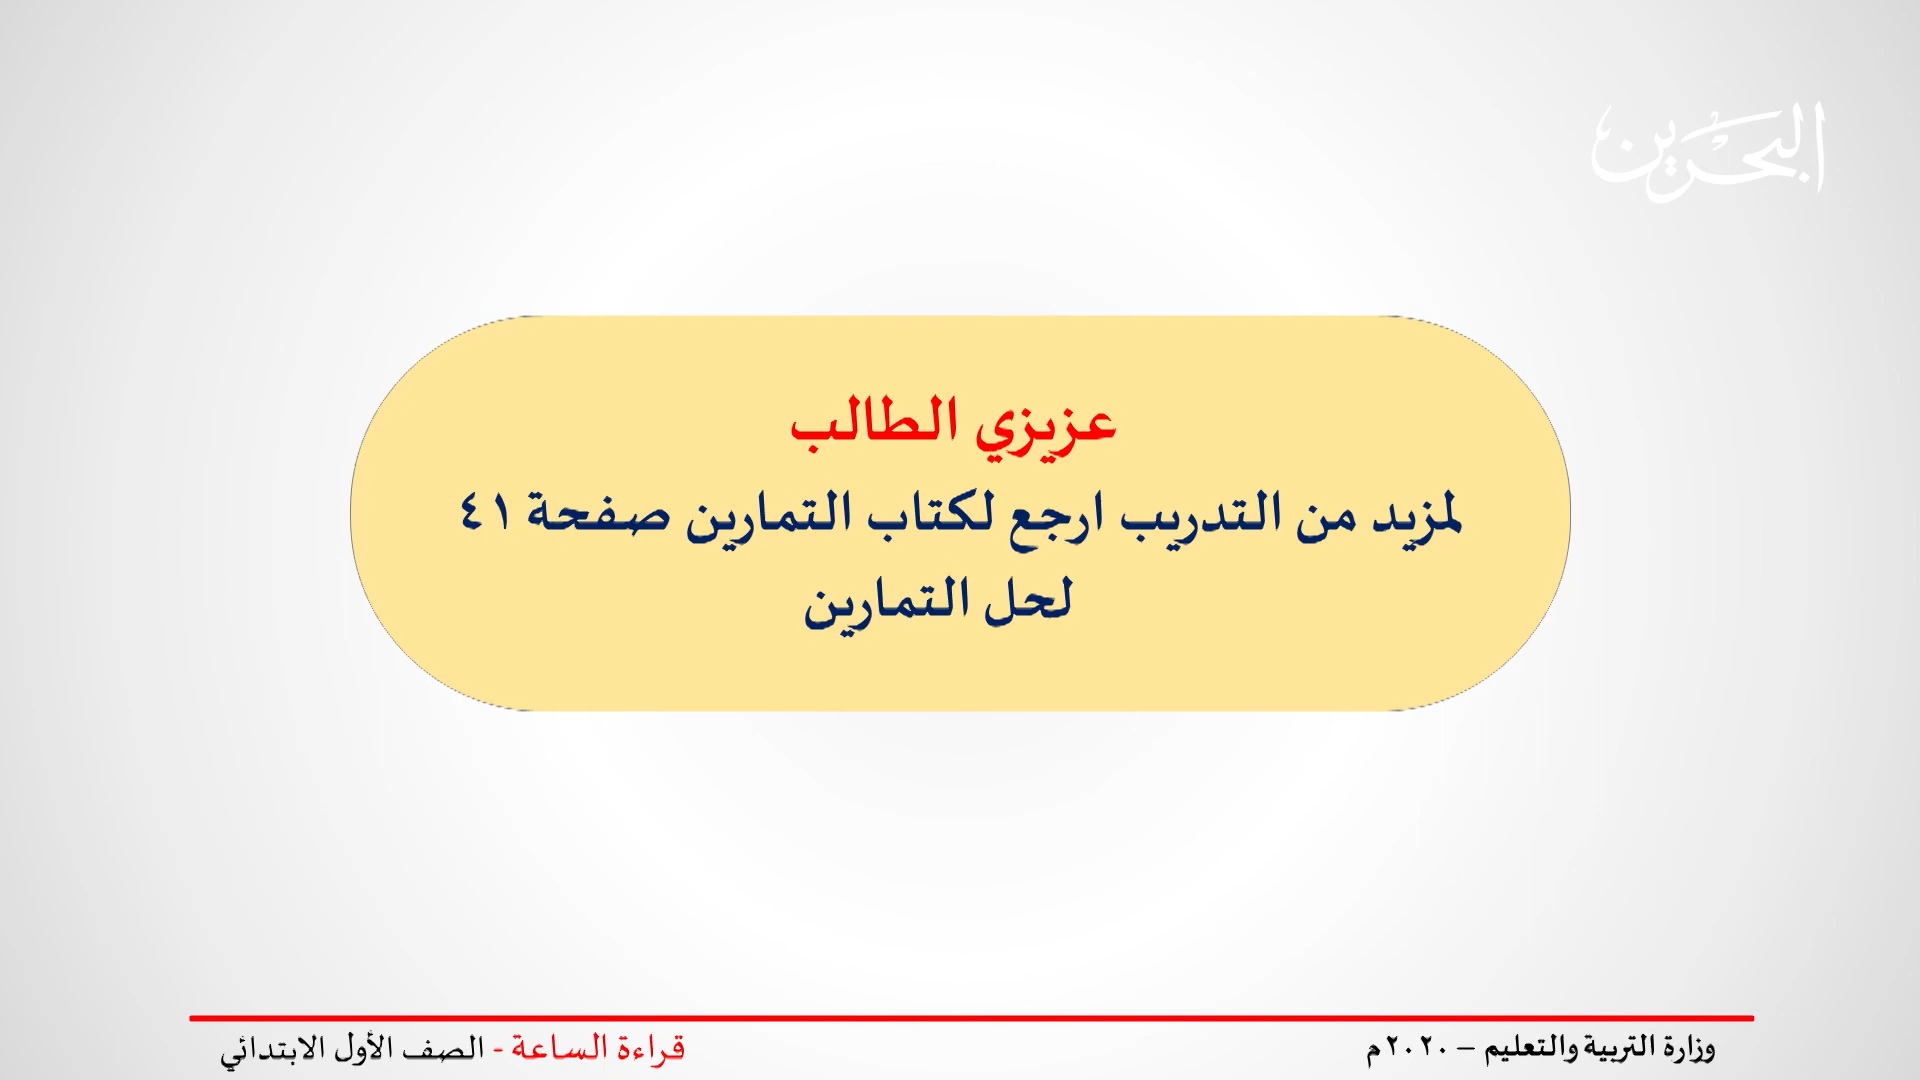 البحرين
عزيزي الطالب
لمزيد من التدريب ارجع لكتاب التمارين صفحة ٤١
لحل التمارين
وزارة التربية والتعليم – ٢٠٢٠م
قراءة الساعة - الصف الأول الابتدائي